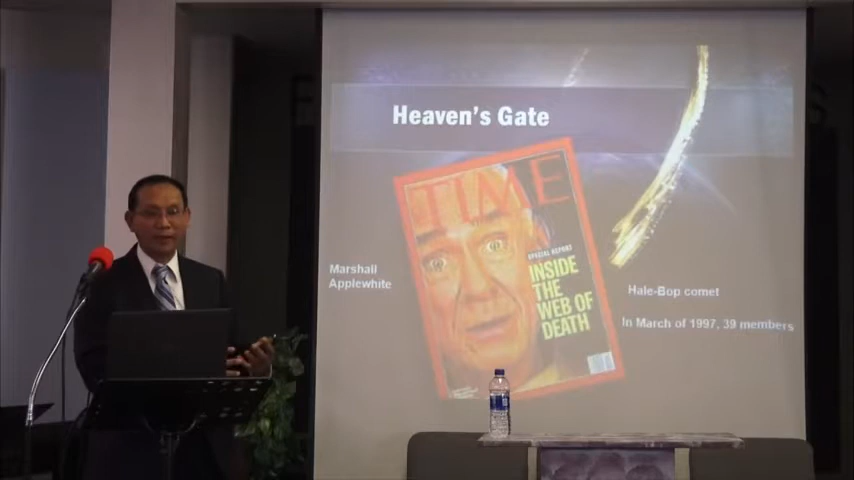 Heaven's Gate
TIME
SPECIAL REPORT
INSIDE
THE
WEB OF
DEATH
Marshall
Applewhite
Hale-Bop comet
In March of 1997, 39 members